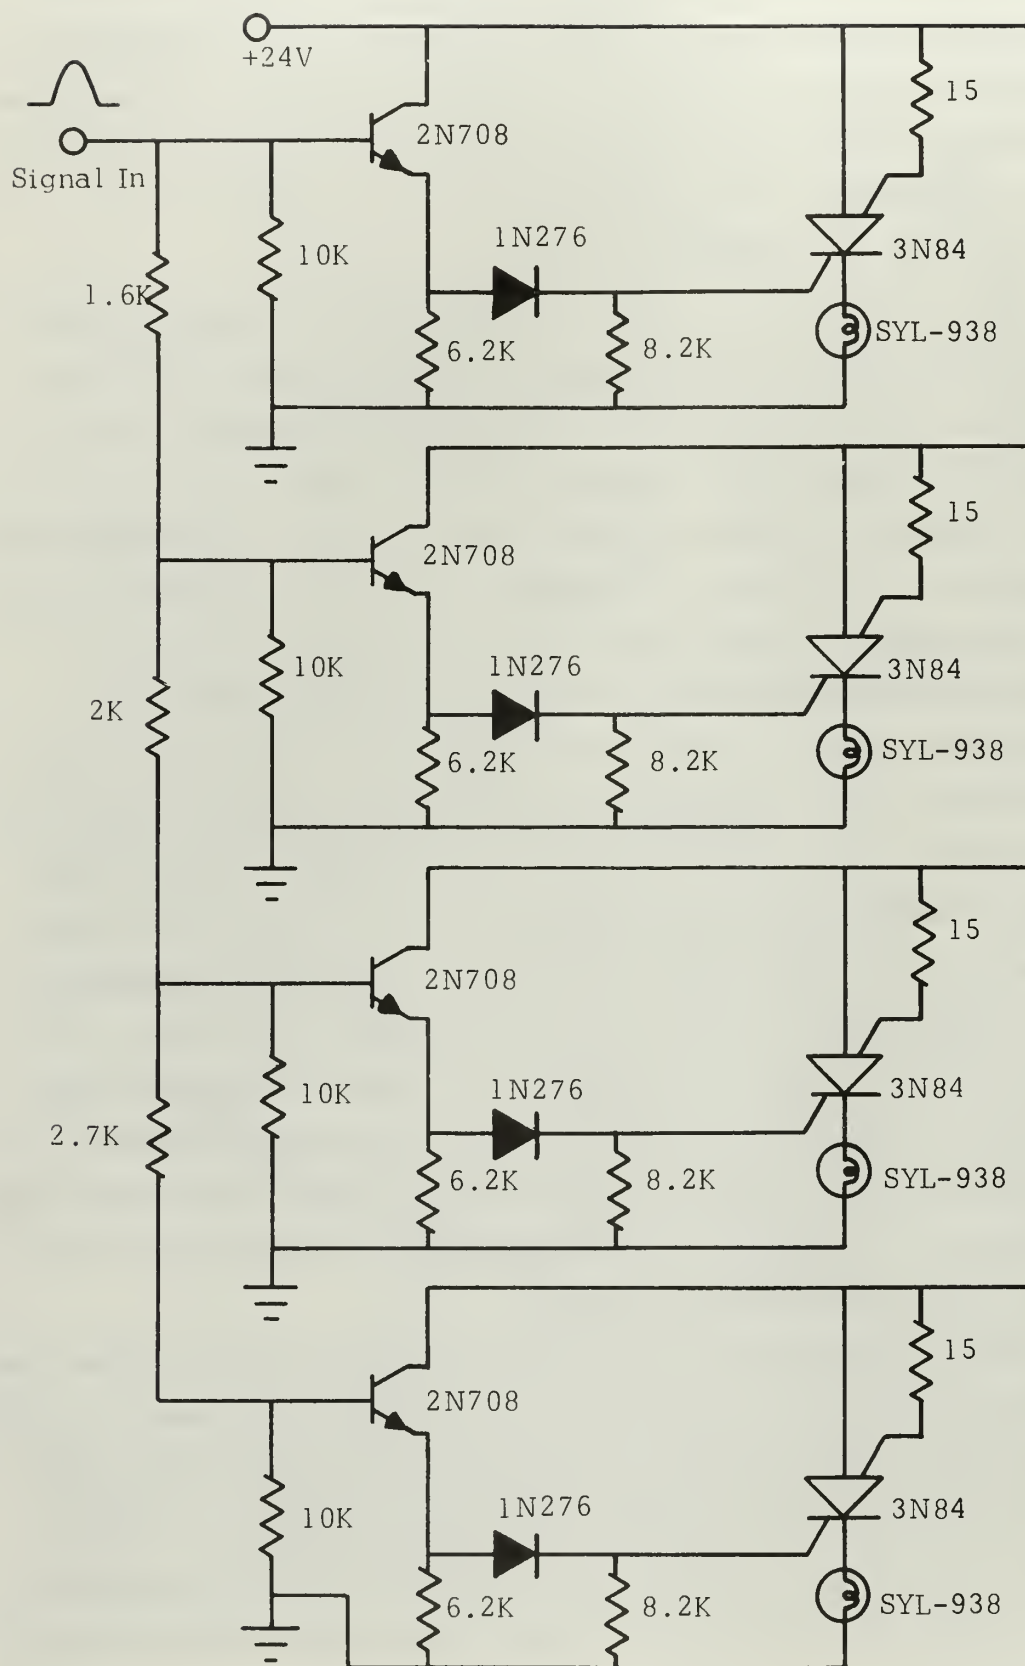 +24V
15
2N708
Signal In
1N276
3N84
10K
1.6K
SYL-938
6.2K
8.2K
15
2N708
10K
1N276
3N84
2K
SYL-938
6.2K
8.2K
15
2N708
1N276
3N84
10K
2.7K
SYL-938
6.2K
8.2K
15
2N708
1N276
3N84
10K
6.2K
8.2K
SYL-938